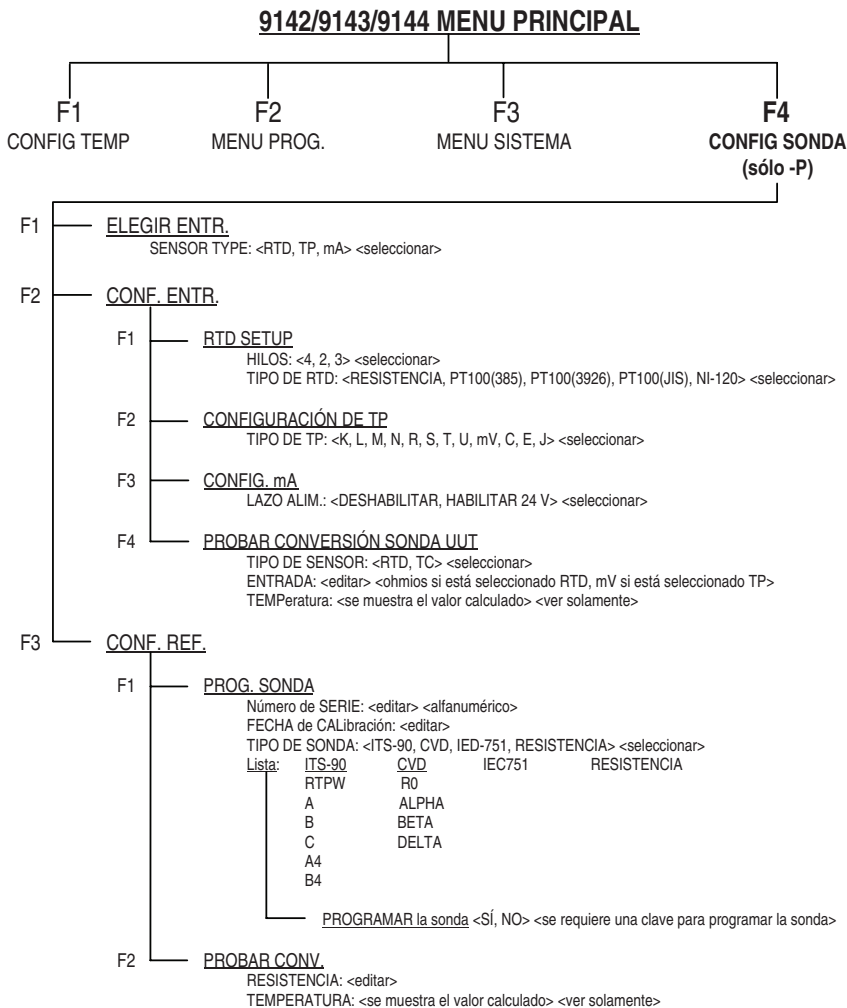 9142/9143/9144 MENU PRINCIPAL
F1 F2 F3 F4
CONFIG TEMP MENU PROG. MENU SISTEMA CONFIG SONDA
(sólo -P)
F1 ELEGIR ENTR.
SENSOR TYPE: <RTD, TP, mA> <seleccionar>
F2 CONF. ENTR.
F1 RTD SETUP
HILOS: <4, 2, 3> <seleccionar>
TIPO DE RTD: <RESISTENCIA, PT100(385), PT100(3926), PT100(JIS), NI-120> <seleccionar>
F2 CONFIGURACIÓN DE TP
TIPO DE TP: <K, L, M, N, R, S, T, U, mV, C, E, J> <seleccionar>
F3 CONFIG. mA
LAZO ALIM.: <DESHABILITAR, HABILITAR 24 V> <seleccionar>
F4 PROBAR CONVERSIÓN SONDA UUT
TIPO DE SENSOR: <RTD, TC> <seleccionar>
ENTRADA: <editar> <ohmios si está seleccionado RTD, mV si está seleccionado TP>
TEMPeratura: <se muestra el valor calculado> <ver solamente>
F3 CONF. REF.
F1 PROG. SONDA
Número de SERIE: <editar> <alfanumérico>
FECHA de CALibración: <editar>
TIPO DE SONDA: <ITS-90, CVD, IED-751, RESISTENCIA> <seleccionar>
Lista: ITS-90 CVD IEC751 RESISTENCIA
RTPW R0
A ALPHA
B BETA
C DELTA
A4
B4
PROGRAMAR la sonda <SÍ, NO> <se requiere una clave para programar la sonda>
F2 PROBAR CONV.
RESISTENCIA: <editar>
TEMPERATURA: <se muestra el valor calculado> <ver solamente>